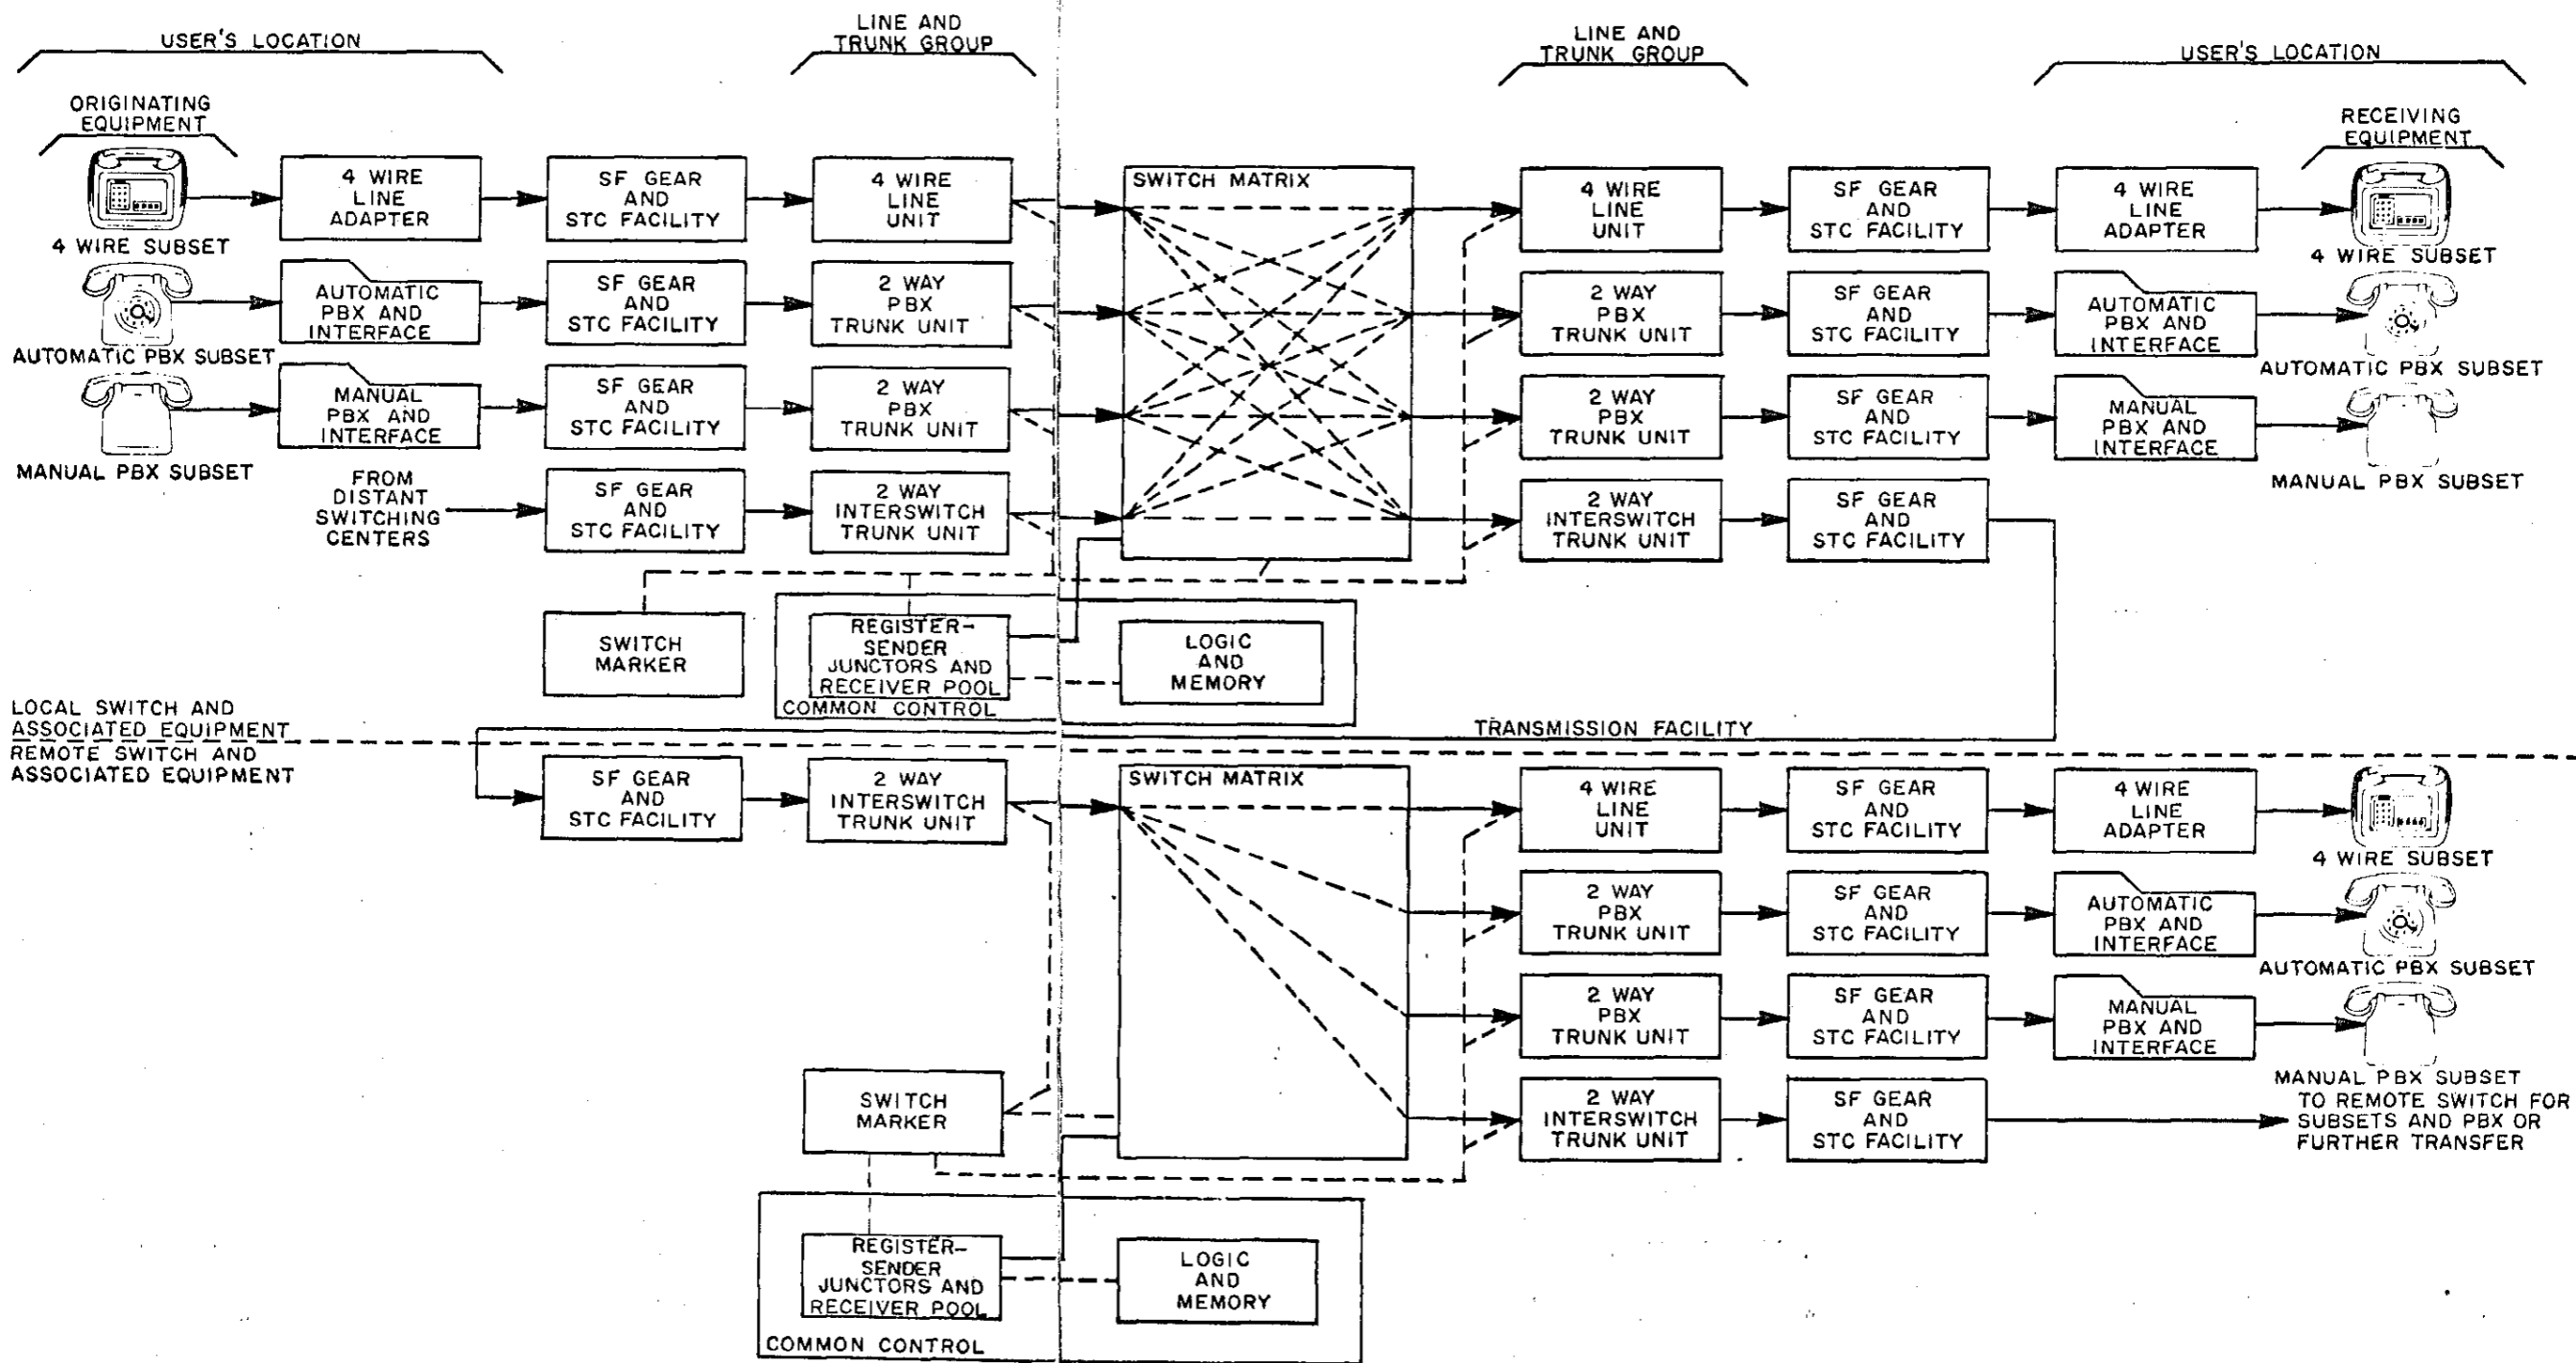 USER'S LOCATION
LINE AND
TRUNK GROUP
LINE AND
TRUNK GROUP
USER'S LOCATION
ORIGINATING
EQUIPMENT
RECEIVING
EQUIPMENT
4 WIRE
LINE
ADAPTER
SF GEAR
AND
STC FACILITY
4 WIRE
LINE
UNIT
SWITCH MATRIX
4 WIRE
LINE
UNIT
SF GEAR
AND
STC FACILITY
4 WIRE
LINE
ADAPTER
4 WIRE SUBSET
4 WIRE SUBSET
AUTOMATIC
PBX AND
INTERFACE
SF GEAR
AND
STC FACILITY
2 WAY
PBX
TRUNK UNIT
2 WAY
PBX
TRUNK UNIT
SF GEAR
AND
STC FACILITY
AUTOMATIC
PBX AND
INTERFACE
AUTOMATIC PBX SUBSET
AUTOMATIC PBX SUBSET
MANUAL
PBX AND
INTERFACE
SF GEAR
AND
STC FACILITY
2 WAY
PBX
TRUNK UNIT
2 WAY
PBX
TRUNK UNIT
SF GEAR
AND
STC FACILITY
MANUAL
PBX AND
INTERFACE
MANUAL PBX SUBSET
MANUAL PBX SUBSET
FROM
DISTANT
SWITCHING
CENTERS
SF GEAR
AND
STC FACILITY
2 WAY
INTERSWITCH
TRUNK UNIT
2 WAY
INTERSWITCH
TRUNK UNIT
SF GEAR
AND
STC FACILITY
SWITCH
MARKER
REGISTER-
SENDER
JUNCTORS AND
RECEIVER POOL
LOGIC
AND
MEMORY
COMMON CONTROL
LOCAL SWITCH AND
ASSOCIATED EQUIPMENT
TRANSMISSION FACILITY
REMOTE SWITCH AND
ASSOCIATED EQUIPMENT
SF GEAR
AND
STC FACILITY
2 WAY
INTERSWITCH
TRUNK UNIT
SWITCH MATRIX
4 WIRE
LINE
UNIT
SF GEAR
AND
STC FACILITY
4 WIRE
LINE
ADAPTER
4 WIRE SUBSET
2 WAY
PBX
TRUNK UNIT
SF GEAR
AND
STC FACILITY
AUTOMATIC
PBX AND
INTERFACE
AUTOMATIC PBX SUBSET
2 WAY
PBX
TRUNK UNIT
SF GEAR
AND
STC FACILITY
MANUAL
PBX AND
INTERFACE
MANUAL PBX SUBSET
SWITCH
MARKER
2 WAY
INTERSWITCH
TRUNK UNIT
SF GEAR
AND
STC FACILITY
TO REMOTE SWITCH FOR
SUBSETS AND PBX OR
FURTHER TRANSFER
REGISTER-
SENDER
JUNCTORS AND
RECEIVER POOL
LOGIC
AND
MEMORY
COMMON CONTROL